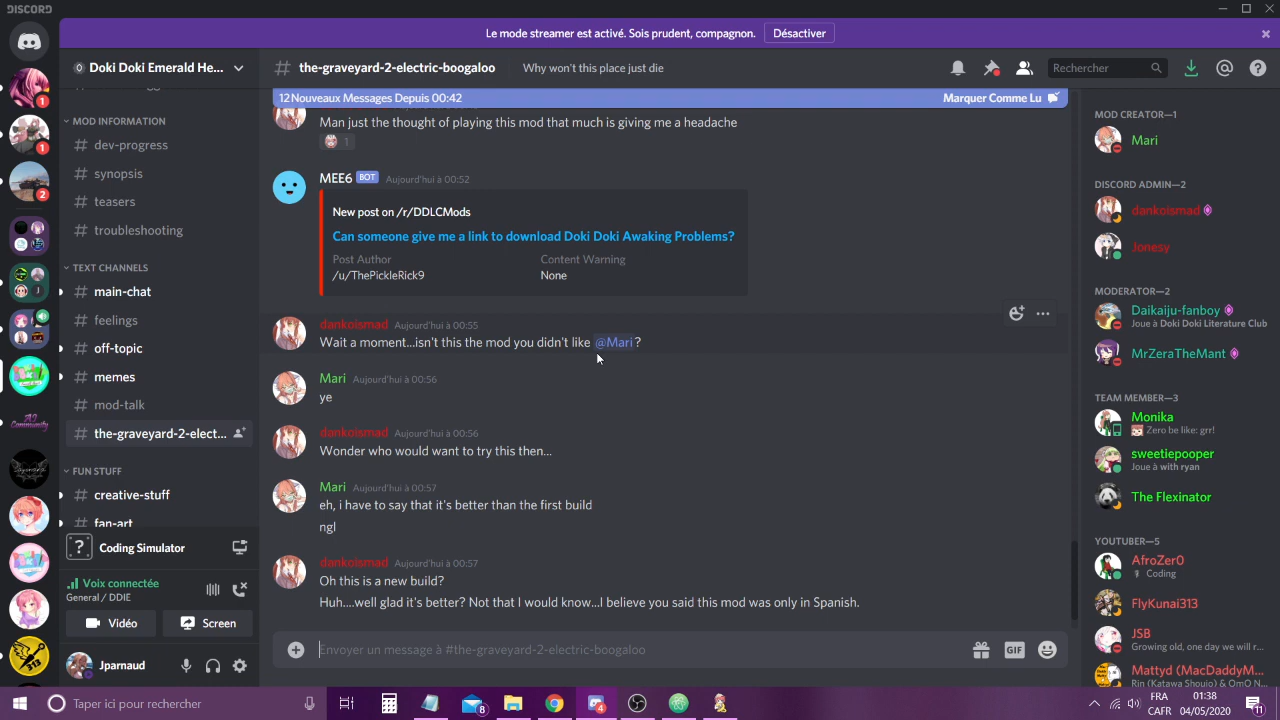 DISCORD
Le mode streamer est activé. Sois prudent, compagnon.
Désactiver
Doki Doki Emerald He...
the-graveyard-2-electric-boogaloo
Why won't this place just die
Rechercher
MOD INFORMATION
dev-progress
synopsis
teasers
troubleshooting
TEXT CHANNELS
main-chat
feelings
off-topic
memes
mod-talk
the-graveyard-2-elect...
FUN STUFF
creative-stuff
fan-art
Coding Simulator
Voix connectée
General / DDIE
Vidéo
Screen
Jparnaud
12 Nouveaux Messages Depuis 00:42
Marquer Comme Lu
Man just the thought of playing this mod that much is giving me a headache
1
MEE6 BOT Aujourd'hui à 00:52
New post on /r/DDLCMods
Can someone give me a link to download Doki Doki Awaking Problems?
Post Author
/u/ThePickleRick9
Content Warning
None
dankoismad Aujourd'hui à 00:55
Wait a moment...isn't this the mod you didn't like @Mari ?
Mari Aujourd'hui à 00:56
ye
dankoismad Aujourd'hui à 00:56
Wonder who would want to try this then...
Mari Aujourd'hui à 00:57
eh, i have to say that it's better than the first build
ngl
dankoismad Aujourd'hui à 00:57
Oh this is a new build?
Huh....well glad it's better? Not that I would know...I believe you said this mod was only in Spanish.
Envoyer un message à #the-graveyard-2-electric-boogaloo
GIF
MOD CREATOR—1
Mari
DISCORD ADMIN—2
dankoismad
Jonesy
MODERATOR—2
Daikaiju-fanboy
Joue à Doki Doki Literature Club
MrZeraTheMant
TEAM MEMBER—3
Monika
Zero be like: grr!
sweetiepooper
Joue à with ryan
The Flexinator
YOUTUBER—5
AfroZer0
Coding
FlyKunai313
JSB
Growing old, one day we will r...
Mattyd (MacDaddyM...
Rin (Katawa Shoujo) & OmO N...
1
1
2
313
Taper ici pour rechercher
8
4
FRA
CAFR
01:38
04/05/2020
11